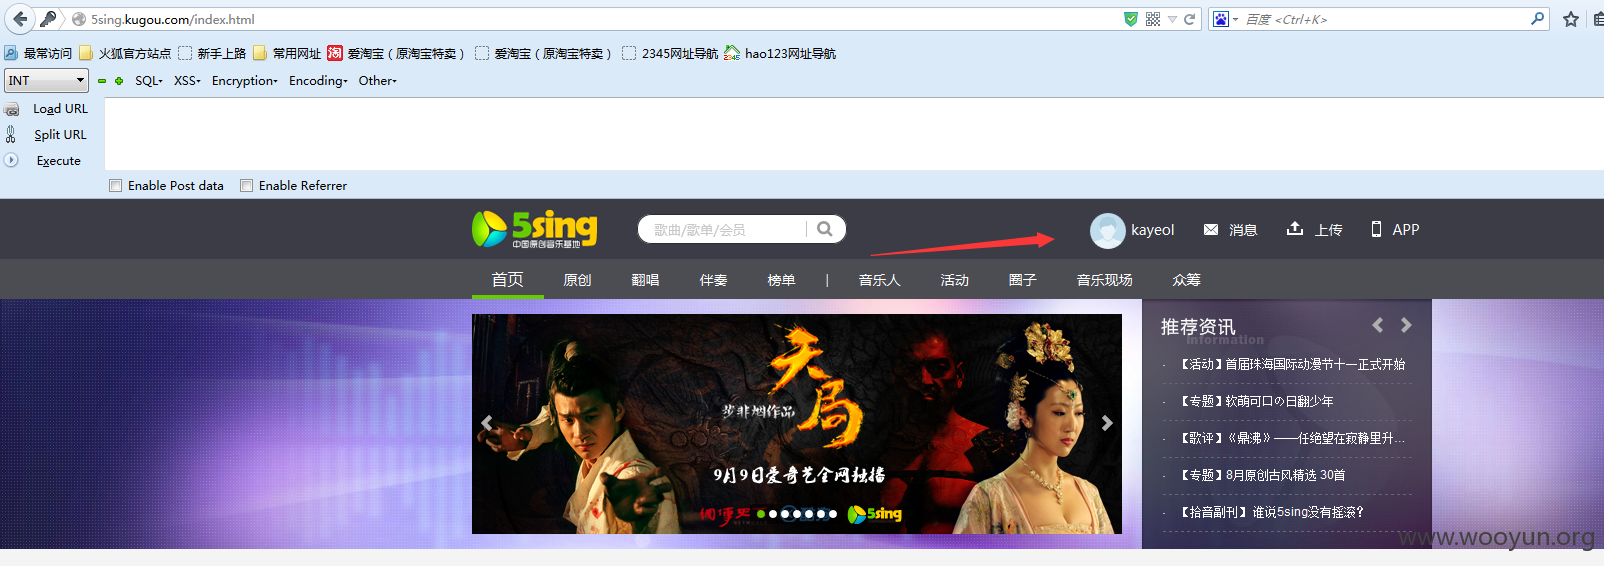 5sing.kugou.com/index.html
百度 <Ctrl+K>
最常访问 火狐官方站点 新手上路 常用网址 爱淘宝（原淘宝特卖） 爱淘宝（原淘宝特卖） 2345网址导航 hao123网址导航
INT SQL XSS Encryption Encoding Other
Load URL
Split URL
Execute
Enable Post data Enable Referrer
5sing
中国原创音乐基地
歌曲/歌单/会员
kayeol 消息 上传 APP
首页 原创 翻唱 伴奏 榜单 | 音乐人 活动 圈子 音乐现场 众筹
天局
莎非烟作品
9月9日爱奇艺全网独播
5sing
推荐资讯
Information
· 【活动】首届珠海国际动漫节十一正式开始
· 【专题】软萌可口の日翻少年
· 【歌评】《鼎沸》——任绝望在寂静里升...
· 【专题】8月原创古风精选 30首
· 【拾音副刊】谁说5sing没有摇滚?
www.wooyun.org